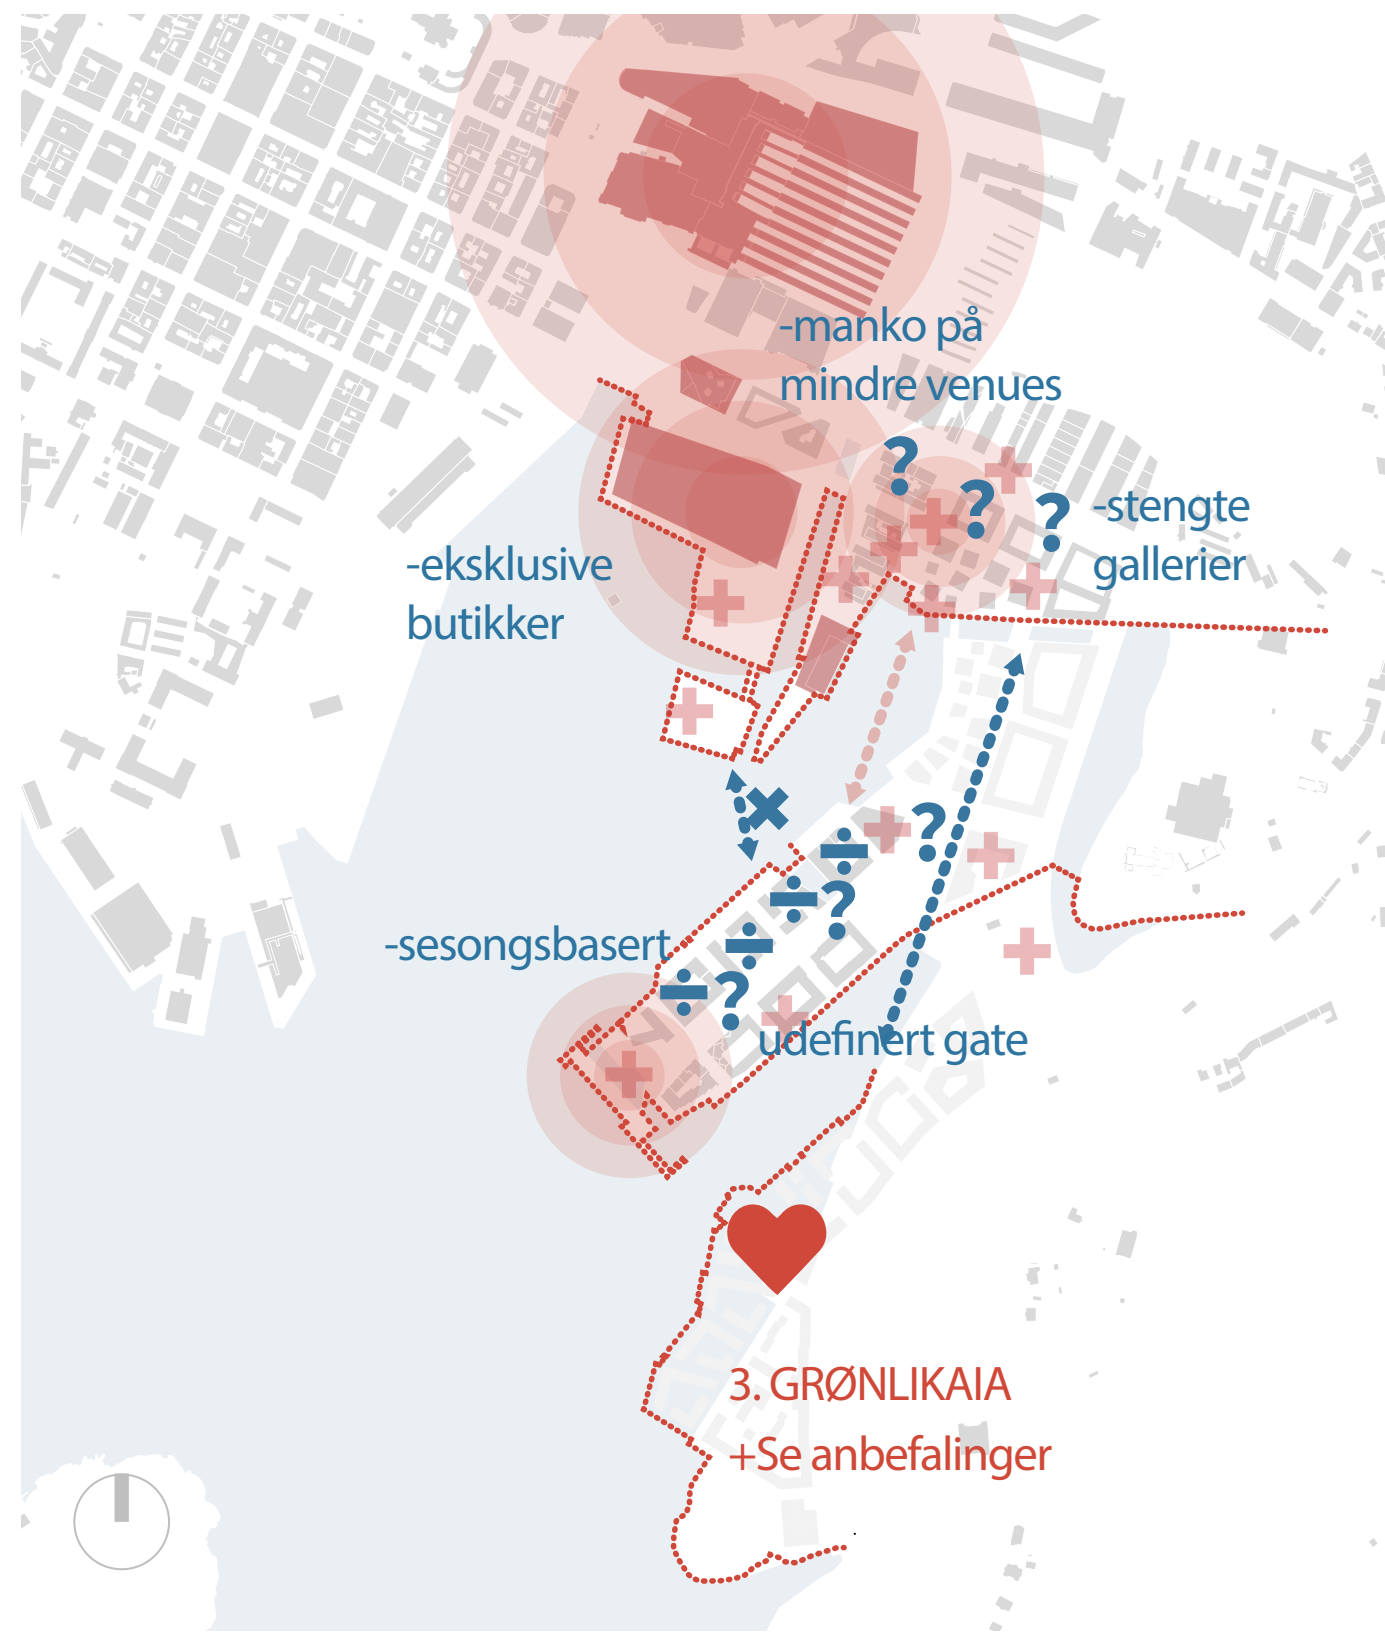 -manko på
mindre venues
-stengte
gallerier
-eksklusive
butikker
-sesongsbasert
udefinert gate
3. GRØNLIKAIA
+Se anbefalinger